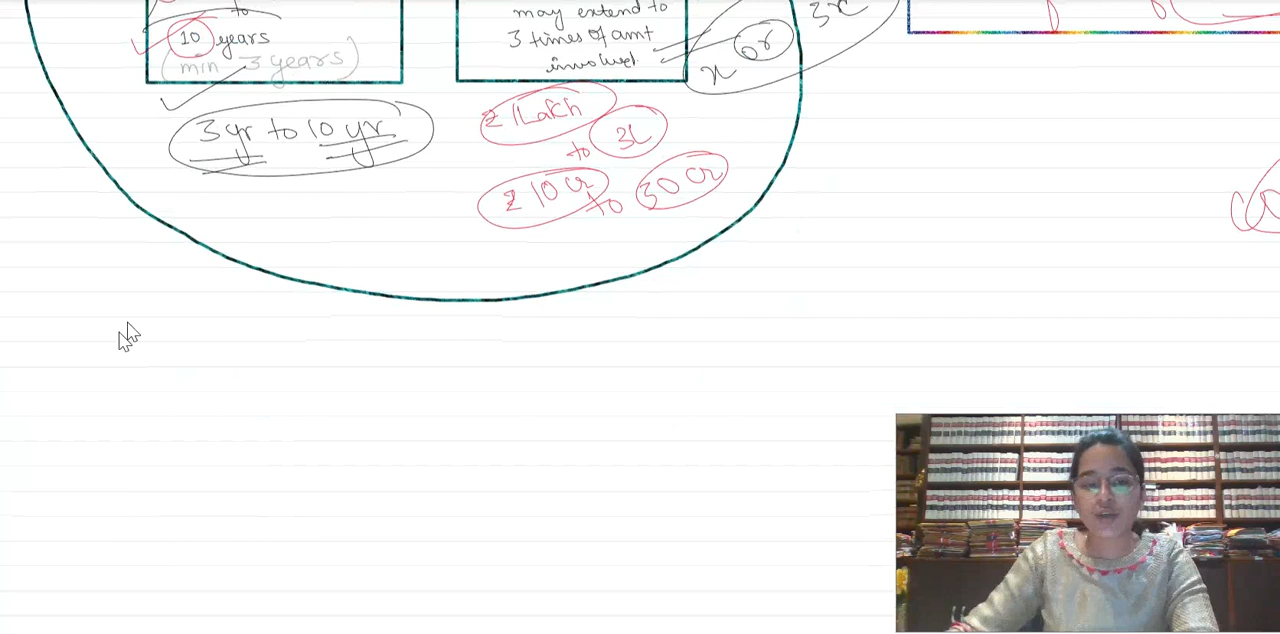 to
10 years
min 3 years
3 yr to 10 yr
may extend to
3 times of amt
involved.
x or 3x
₹ 1 Lakh
to 3L
₹ 10 Cr to 30 Cr